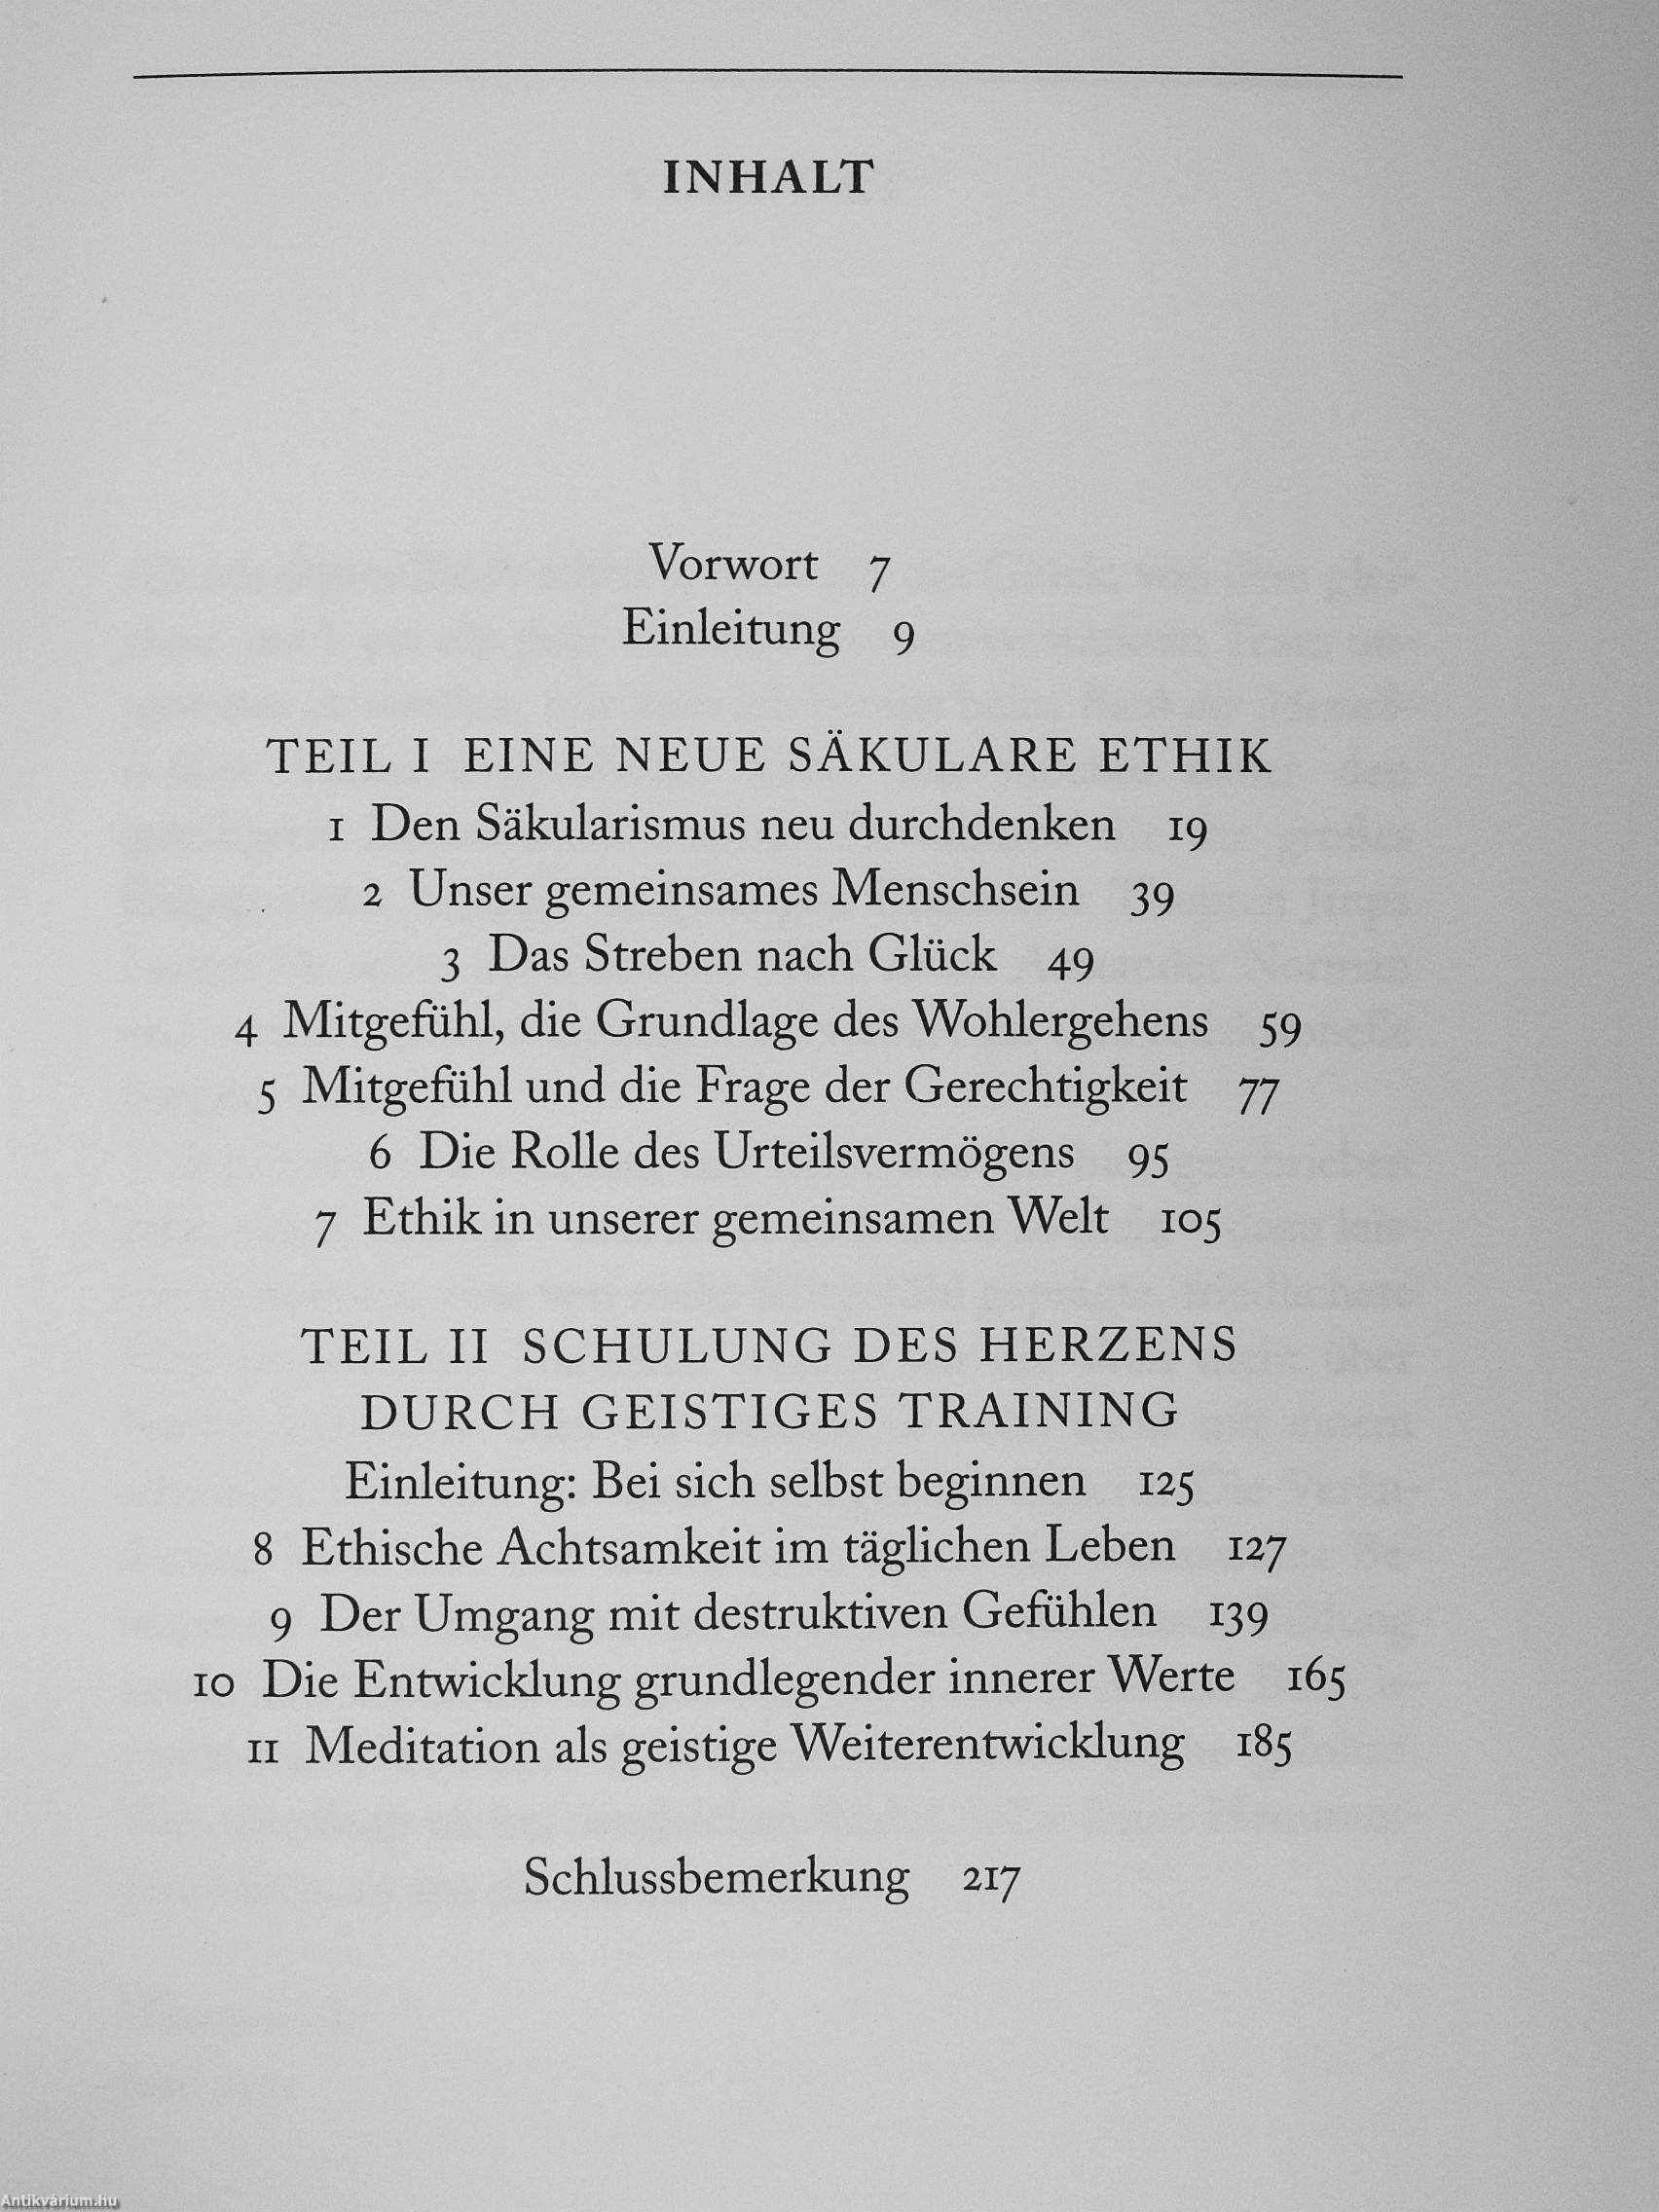 INHALT
Vorwort 7
Einleitung 9
TEIL I EINE NEUE SÄKULARE ETHIK
1 Den Säkularismus neu durchdenken 19
2 Unser gemeinsames Menschsein 39
3 Das Streben nach Glück 49
4 Mitgefühl, die Grundlage des Wohlergehens 59
5 Mitgefühl und die Frage der Gerechtigkeit 77
6 Die Rolle des Urteilsvermögens 95
7 Ethik in unserer gemeinsamen Welt 105
TEIL II SCHULUNG DES HERZENS
DURCH GEISTIGES TRAINING
Einleitung: Bei sich selbst beginnen 125
8 Ethische Achtsamkeit im täglichen Leben 127
9 Der Umgang mit destruktiven Gefühlen 139
10 Die Entwicklung grundlegender innerer Werte 165
11 Meditation als geistige Weiterentwicklung 185
Schlussbemerkung 217
Antikvárium.hu